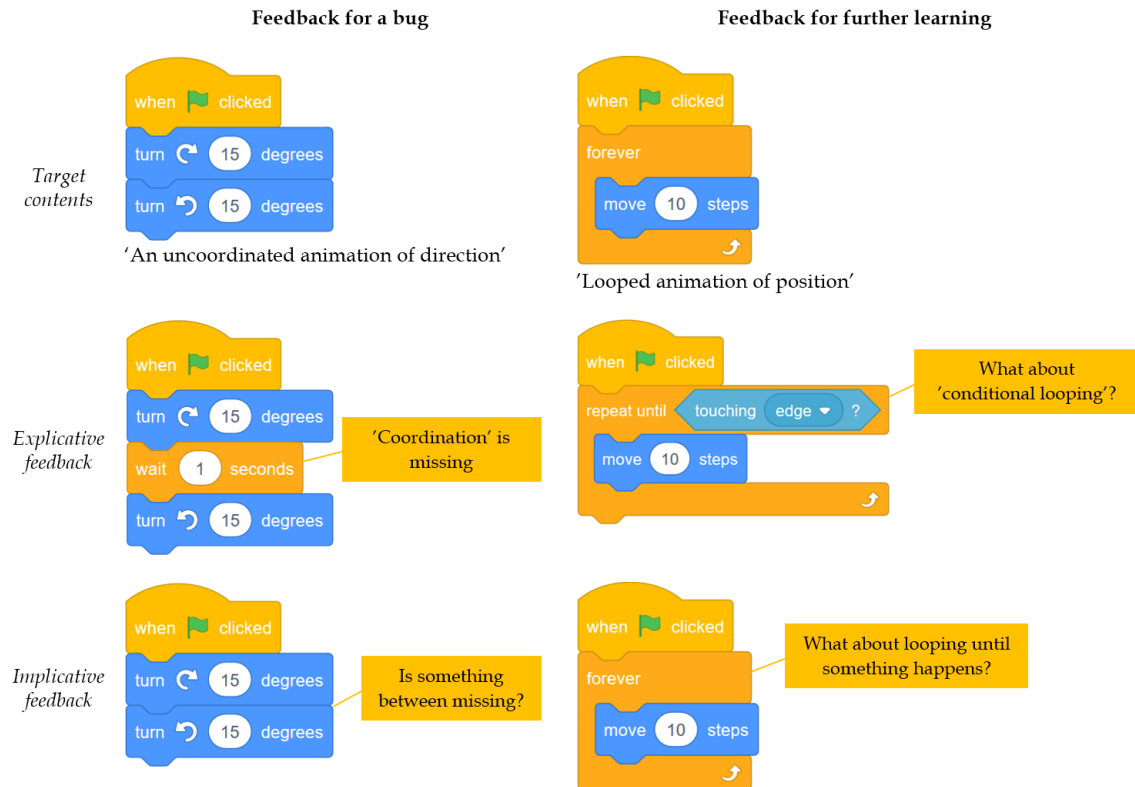 Feedback for a bug
Feedback for further learning
Target
contents
when clicked
turn 15 degrees
turn 15 degrees
‘An uncoordinated animation of direction’
when clicked
forever
move 10 steps
’Looped animation of position’
Explicative
feedback
when clicked
turn 15 degrees
wait 1 seconds
turn 15 degrees
’Coordination’ is
missing
when clicked
repeat until touching edge ?
move 10 steps
What about
’conditional looping’?
Implicative
feedback
when clicked
turn 15 degrees
turn 15 degrees
Is something
between missing?
when clicked
forever
move 10 steps
What about looping until
something happens?